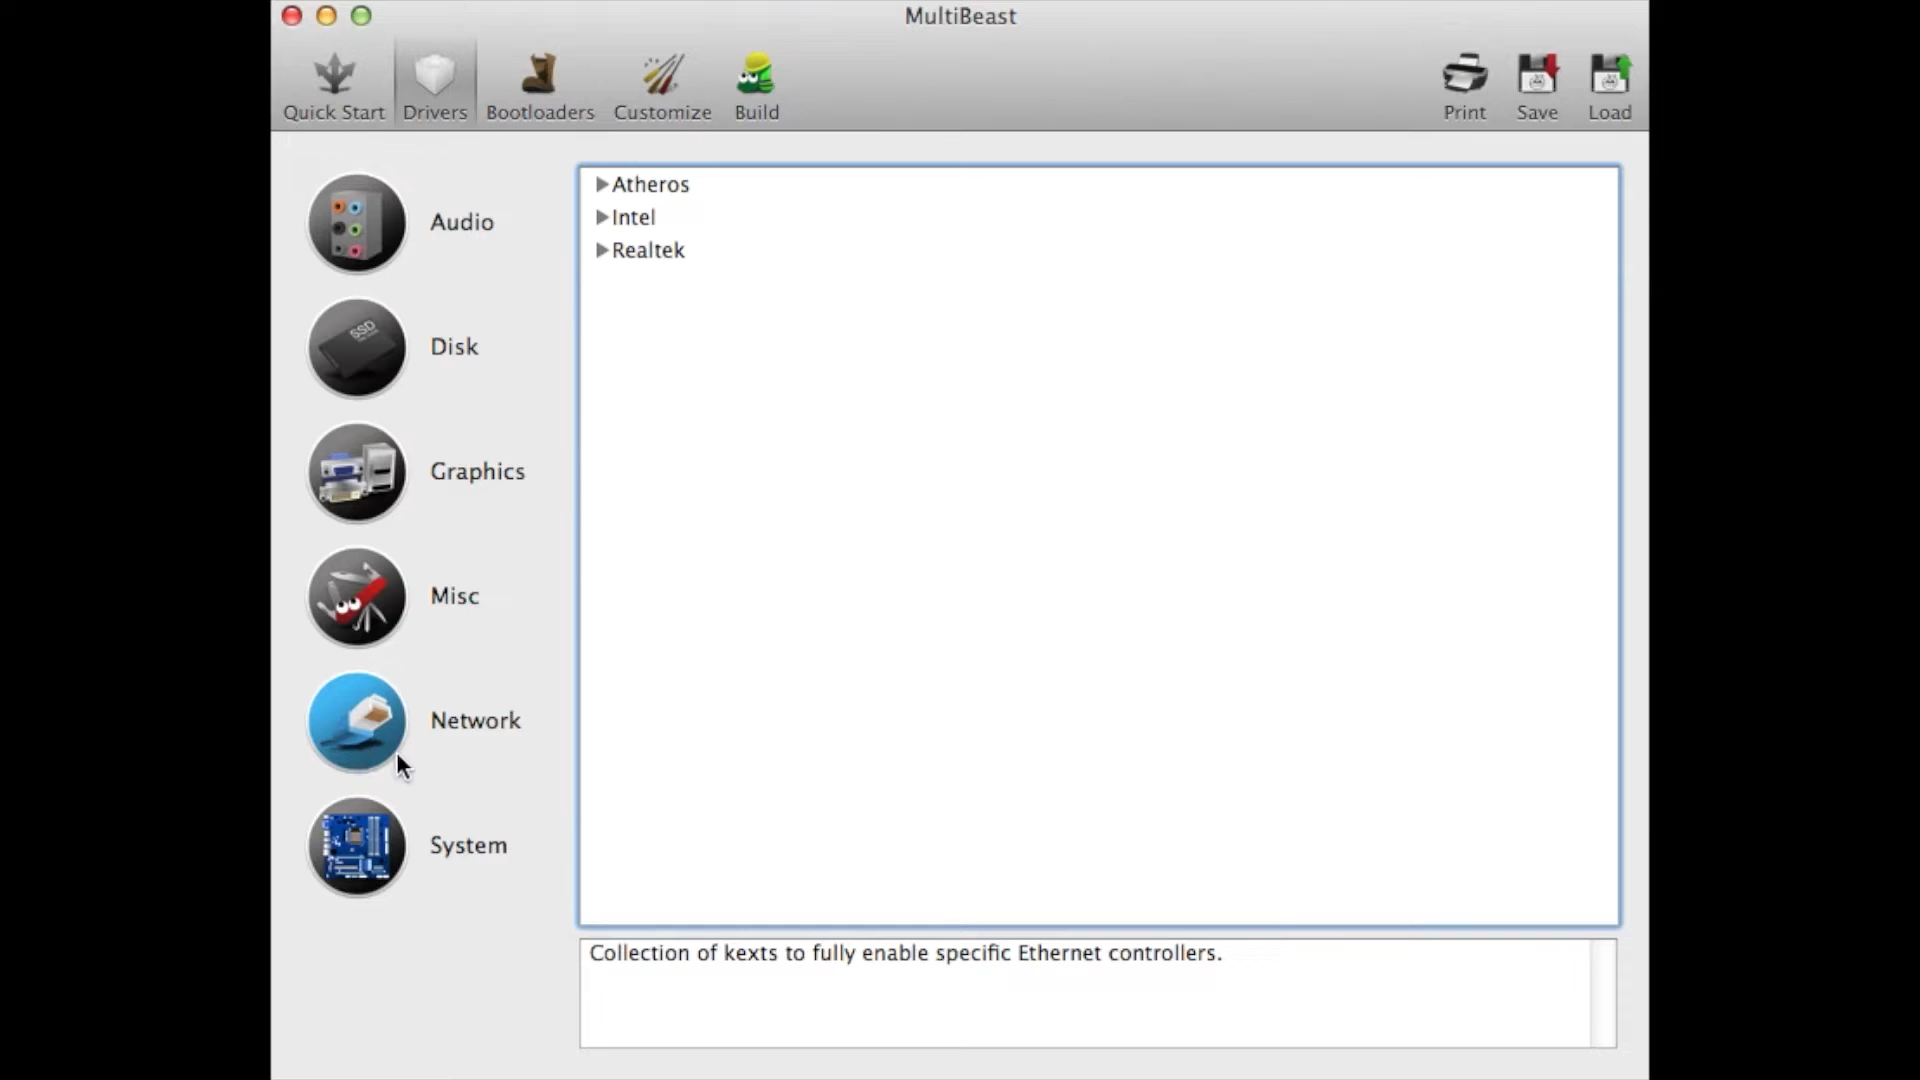 MultiBeast
Quick Start
Drivers
Bootloaders
Customize
Build
Print
Save
Load
Audio
Disk
Graphics
Misc
Network
System
Atheros
Intel
Realtek
SSD
Collection of kexts to fully enable specific Ethernet controllers.